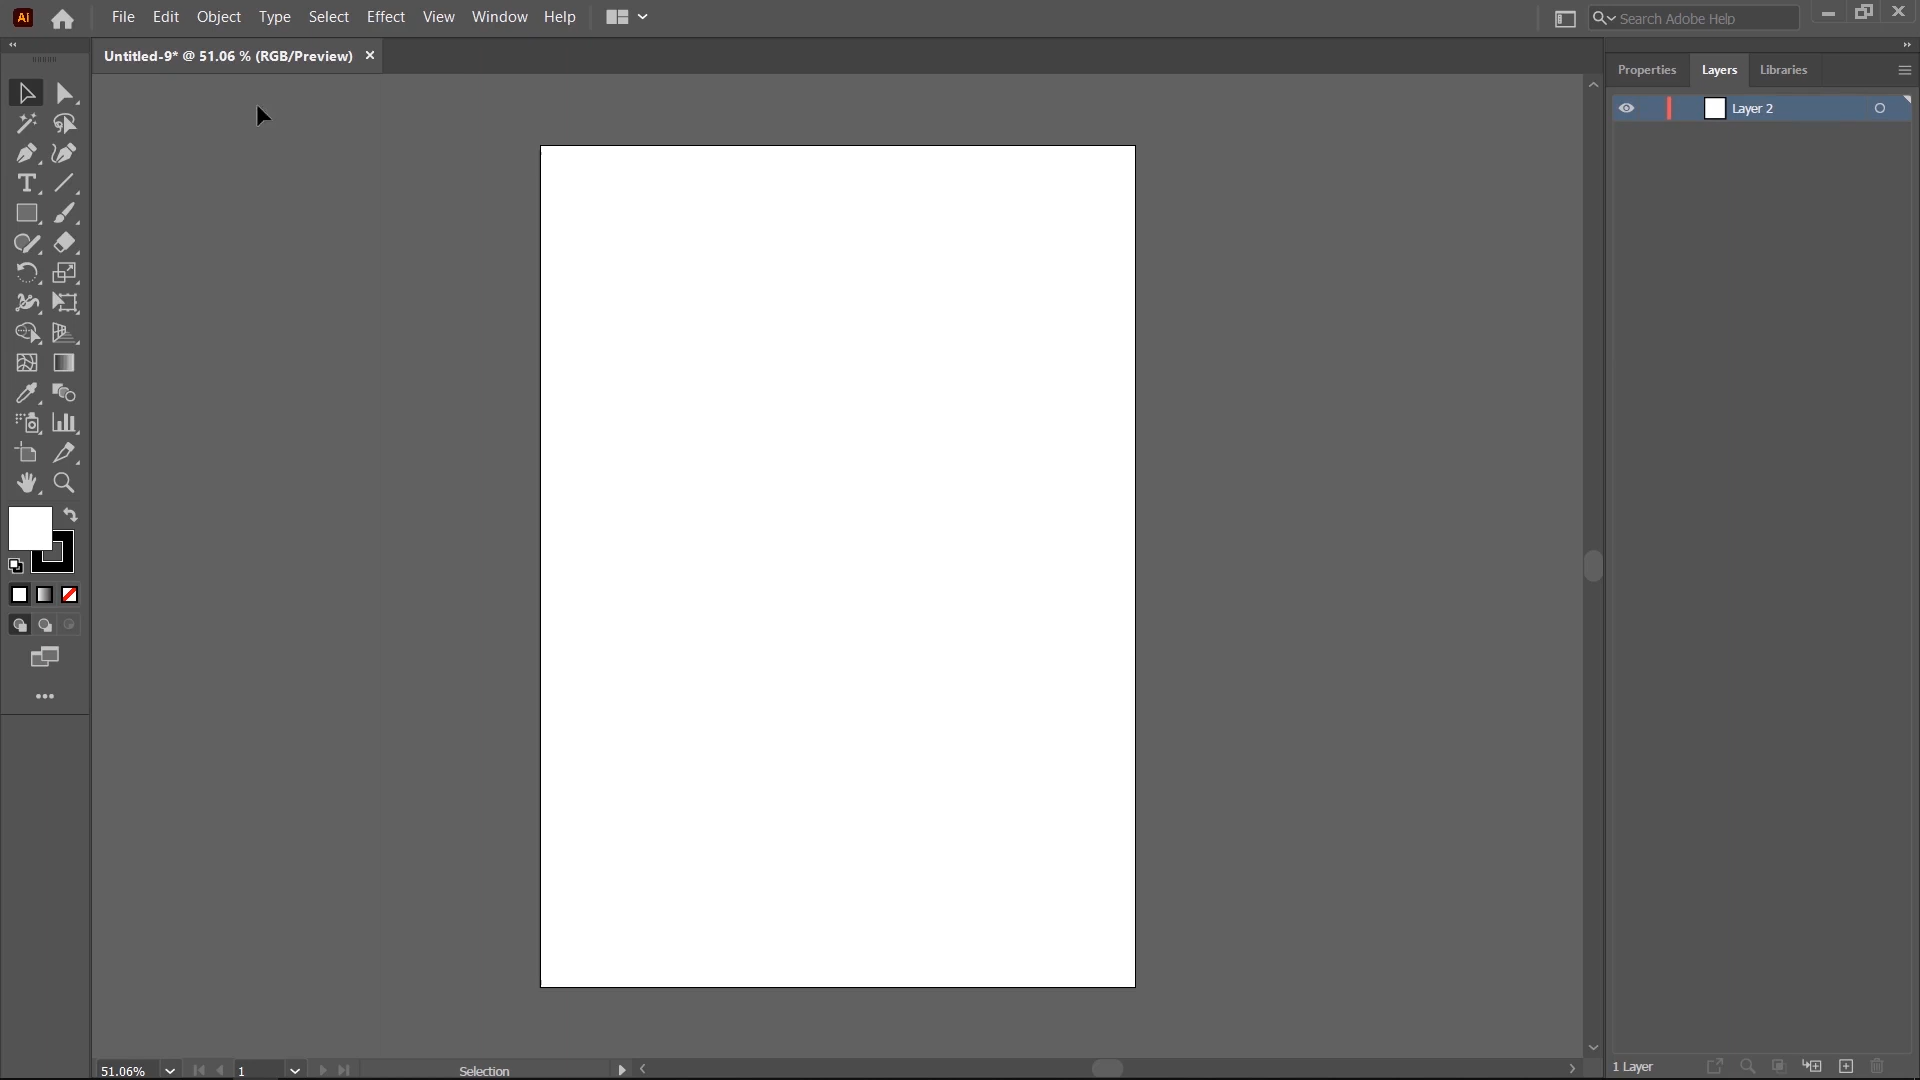 Ai File Edit Object Type Select Effect View Window Help Search Adobe Help
Untitled-9* @ 51.06 % (RGB/Preview)
Properties Layers Libraries
Layer 2
T
51.06% 1 Selection
1 Layer